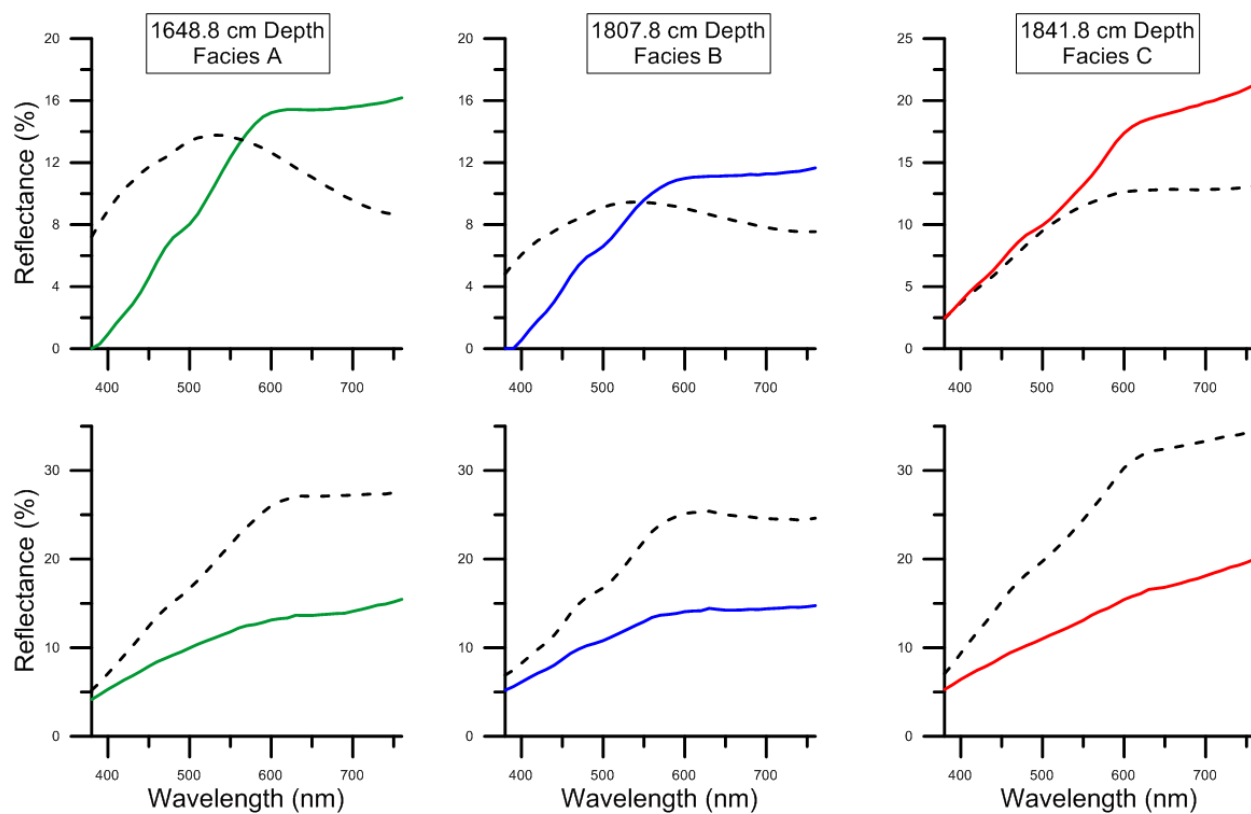 1648.8 cm Depth
Facies A
1807.8 cm Depth
Facies B
1841.8 cm Depth
Facies C
Reflectance (%)
20
16
12
8
4
0
400 500 600 700
20
16
12
8
4
0
400 500 600 700
25
20
15
10
5
0
400 500 600 700
Reflectance (%)
30
20
10
0
400 500 600 700
Wavelength (nm)
30
20
10
0
400 500 600 700
Wavelength (nm)
30
20
10
0
400 500 600 700
Wavelength (nm)